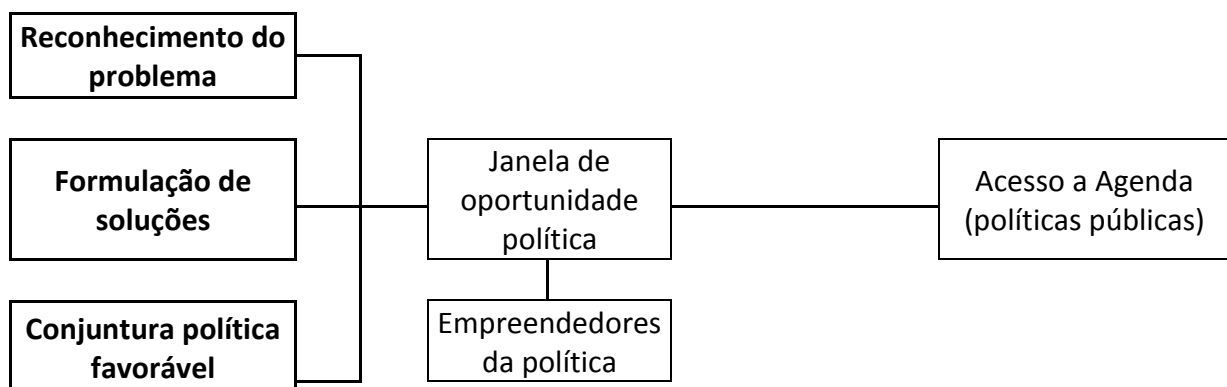 Reconhecimento do
problema
Formulação de
soluções
Conjuntura política
favorável
Janela de
oportunidade
política
Empreendedores
da política
Acesso a Agenda
(políticas públicas)